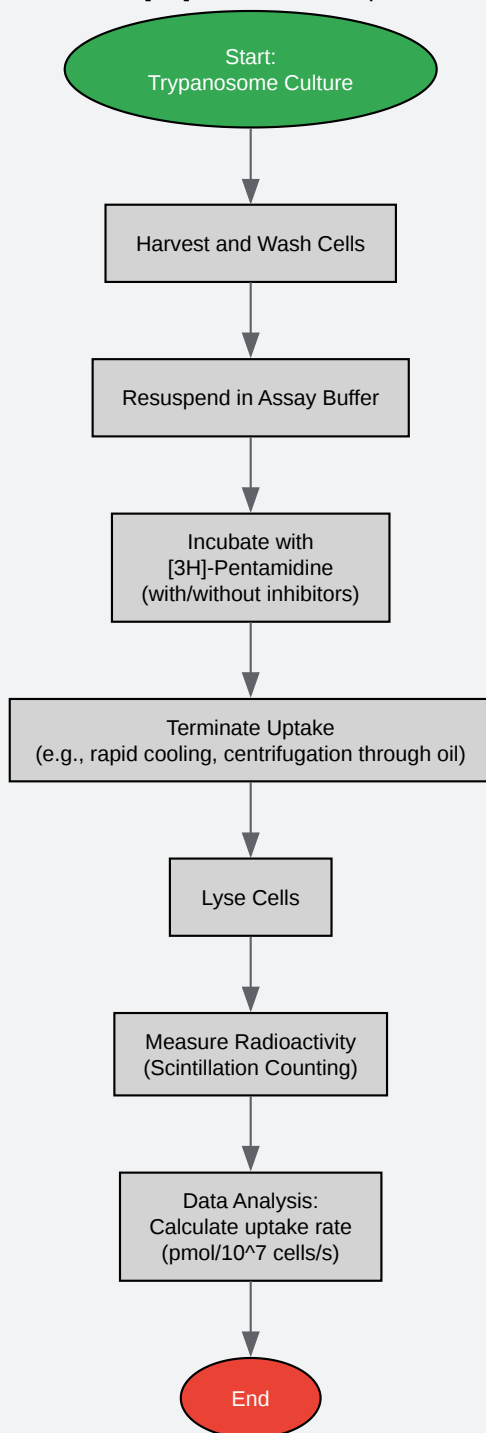 Start:
Trypanosome Culture
Harvest and Wash Cells
Resuspend in Assay Buffer
Incubate with
[3H]-Pentamidine
(with/without inhibitors)
Terminate Uptake
(e.g., rapid cooling, centrifugation through oil)
Lyse Cells
Measure Radioactivity
(Scintillation Counting)
Data Analysis:
Calculate uptake rate
(pmol/10^7 cells/s)
End